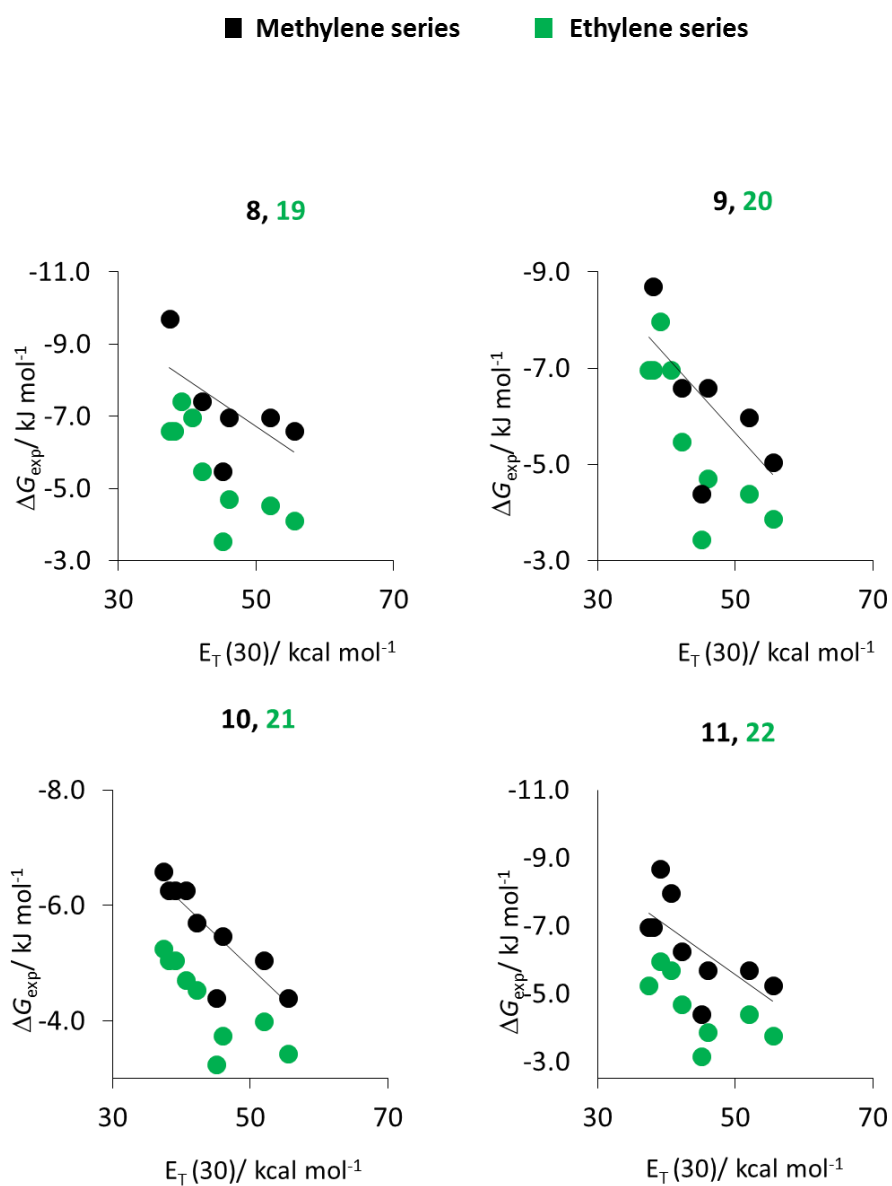 Methylene series Ethylene series
8, 19
-11.0
-9.0
-7.0
-5.0
-3.0
30 50 70
ΔGexp/ kJ mol-1
ET (30)/ kcal mol-1
9, 20
-9.0
-7.0
-5.0
-3.0
30 50 70
ΔGexp/ kJ mol-1
ET (30)/ kcal mol-1
10, 21
-8.0
-6.0
-4.0
30 50 70
ΔGexp/ kJ mol-1
ET (30)/ kcal mol-1
11, 22
-11.0
-9.0
-7.0
-5.0
-3.0
30 50 70
ΔGexp/ kJ mol-1
ET (30)/ kcal mol-1